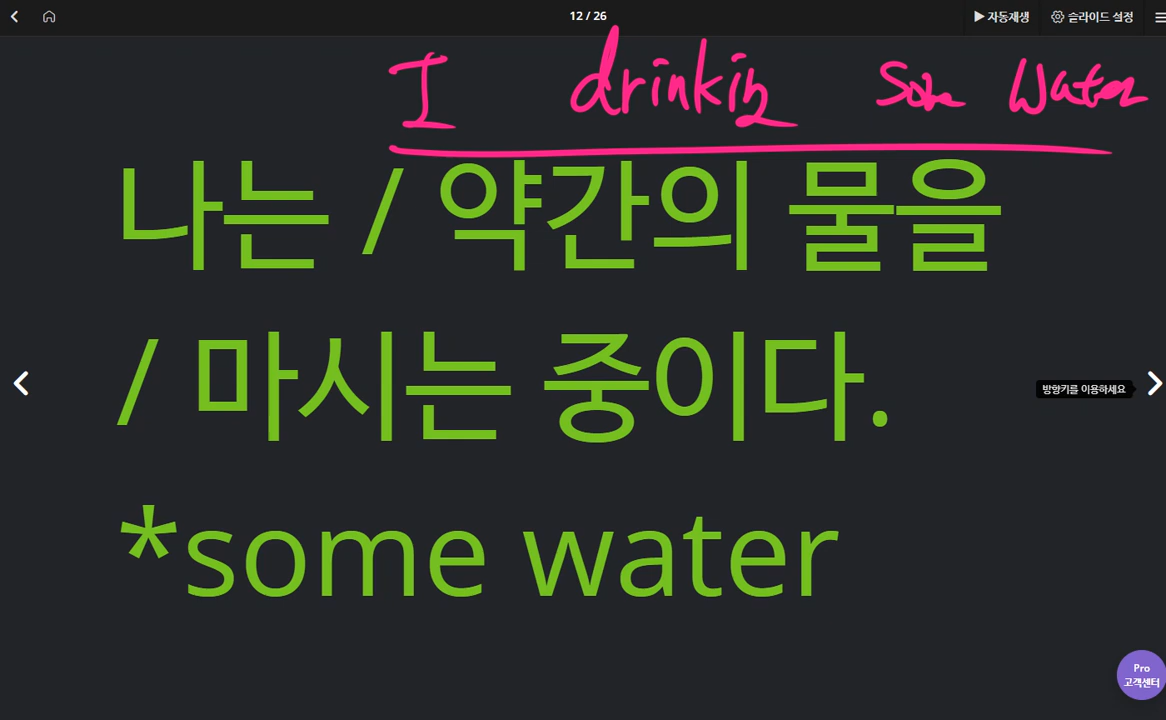 12 / 26
자동재생
슬라이드 설정
I drinking some water
나는 / 약간의 물을
/ 마시는 중이다.
방향키를 이용하세요
*some water
Pro
고객센터